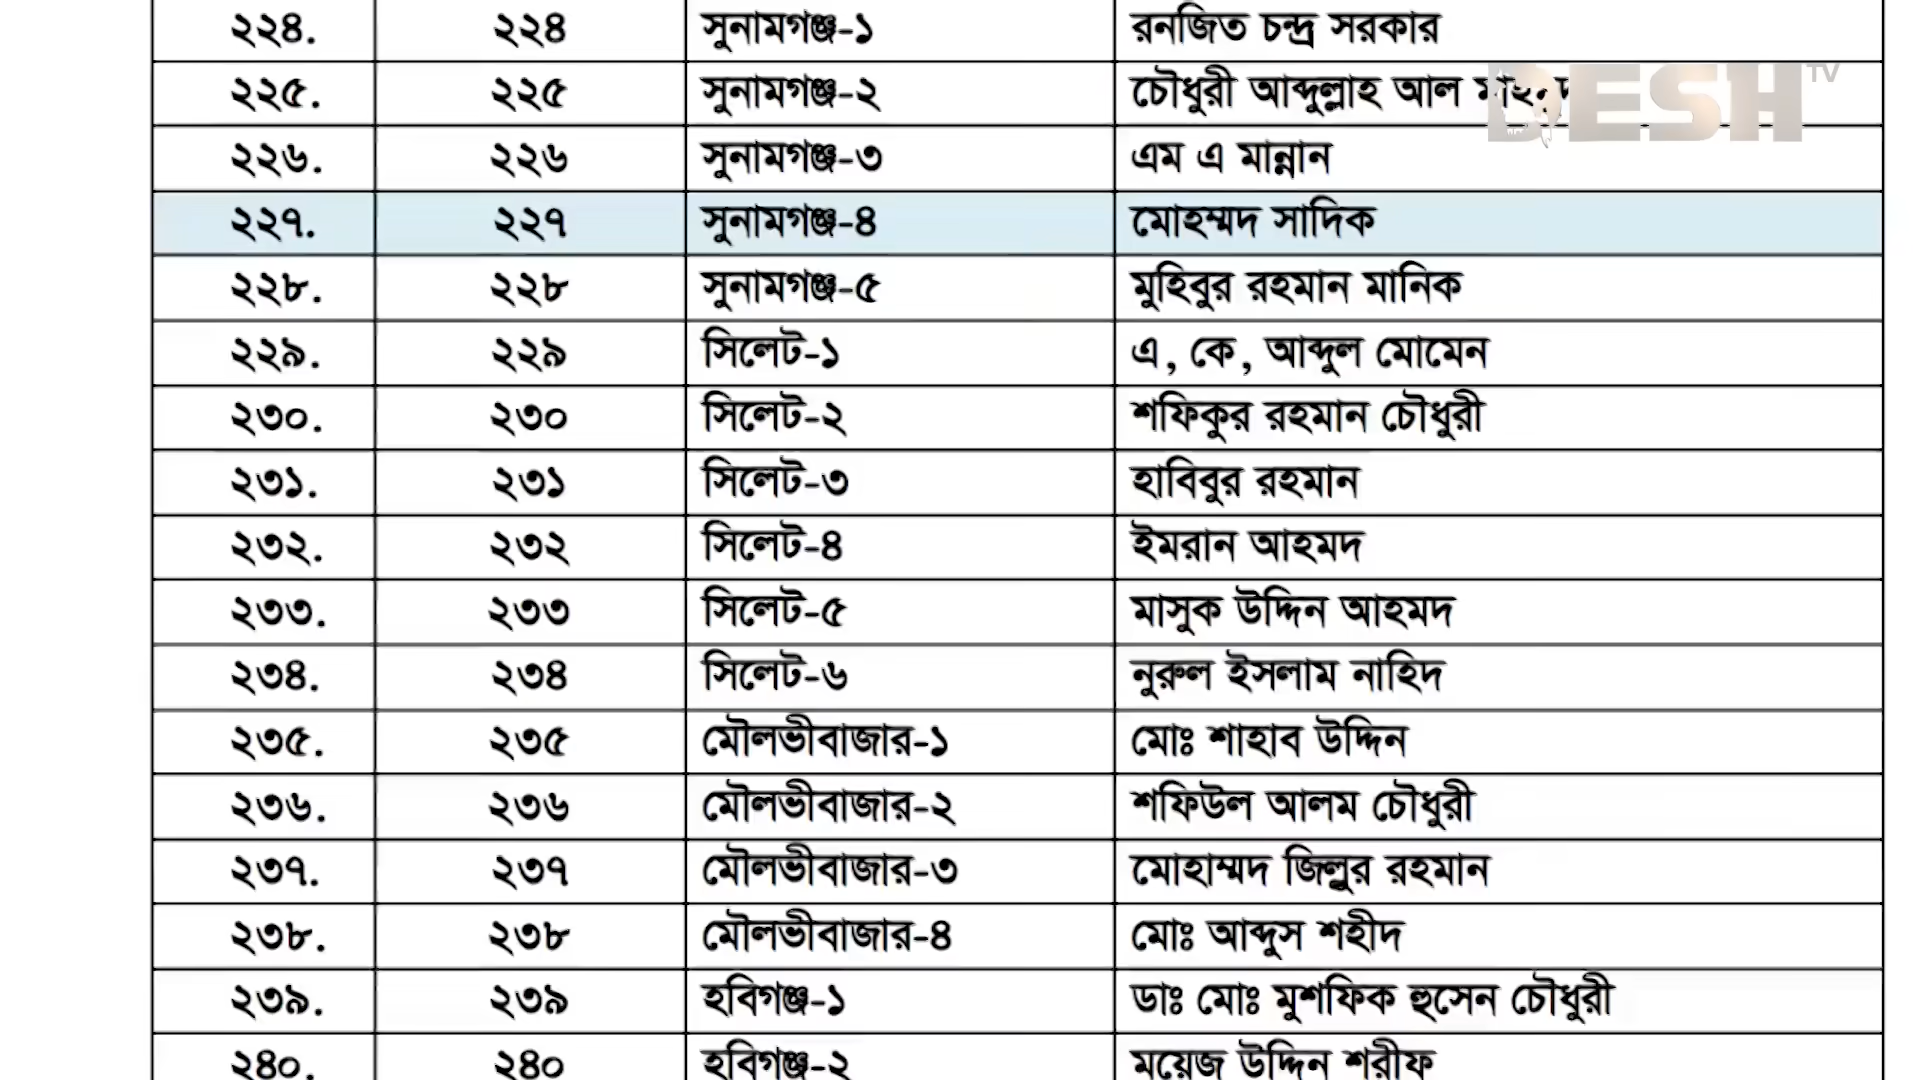 ২২৪. ২২৪ সুনামগঞ্জ-১ রনজিত চন্দ্র সরকার
২২৫. ২২৫ সুনামগঞ্জ-২ চৌধুরী আব্দুল্লাহ আল মাহমুদ
২২৬. ২২৬ সুনামগঞ্জ-৩ এম এ মান্নান
২২৭. ২২৭ সুনামগঞ্জ-৪ মোহম্মদ সাদিক
২২৮. ২২৮ সুনামগঞ্জ-৫ মুহিবুর রহমান মানিক
২২৯. ২২৯ সিলেট-১ এ, কে, আব্দুল মোমেন
২৩০. ২৩০ সিলেট-২ শফিকুর রহমান চৌধুরী
২৩১. ২৩১ সিলেট-৩ হাবিবুর রহমান
২৩২. ২৩২ সিলেট-৪ ইমরান আহমদ
২৩৩. ২৩৩ সিলেট-৫ মাসুক উদ্দিন আহমদ
২৩৪. ২৩৪ সিলেট-৬ নুরুল ইসলাম নাহিদ
২৩৫. ২৩৫ মৌলভীবাজার-১ মোঃ শাহাব উদ্দিন
২৩৬. ২৩৬ মৌলভীবাজার-২ শফিউল আলম চৌধুরী
২৩৭. ২৩৭ মৌলভীবাজার-৩ মোহাম্মদ জিল্লুর রহমান
২৩৮. ২৩৮ মৌলভীবাজার-৪ মোঃ আব্দুস শহীদ
২৩৯. ২৩৯ হবিগঞ্জ-১ ডাঃ মোঃ মুশফিক হুসেন চৌধুরী
২৪০. ২৪০ হবিগঞ্জ-২ ময়েজ উদ্দিন শরীফ
DESH TV